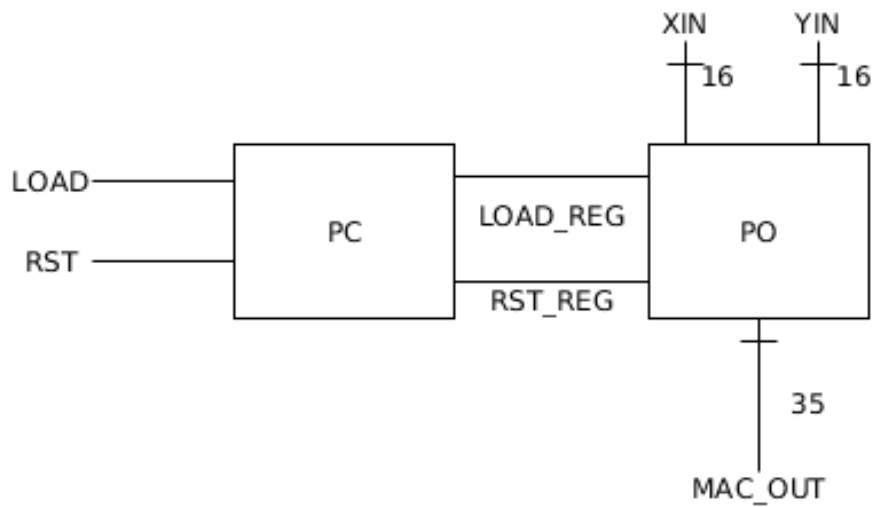 XIN
YIN
16
16
LOAD
RST
PC
LOAD_REG
RST_REG
PO
35
MAC_OUT